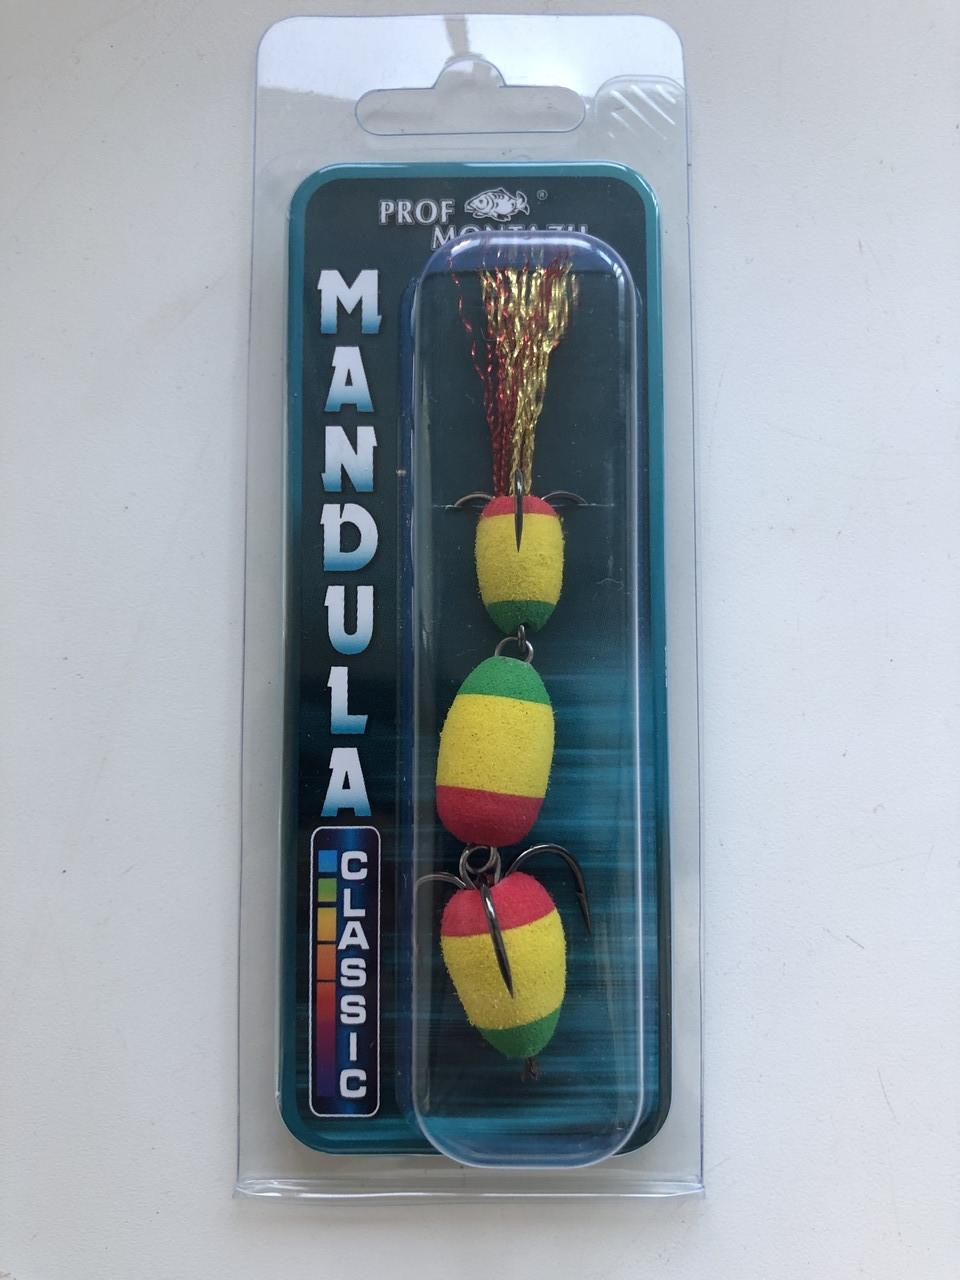 PROF ®
MONTAZH
MANDULA
CLASSIC